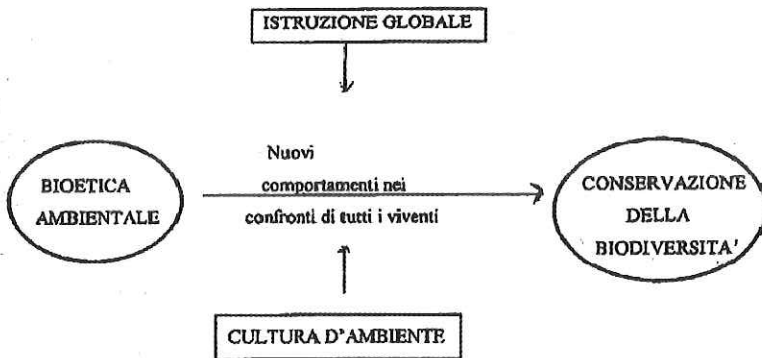 ISTRUZIONE GLOBALE
Nuovi
BIOETICA
AMBIENTALE
comportamenti nei
confronti di tutti i viventi
CONSERVAZIONE
DELLA
BIODIVERSITA'
CULTURA D'AMBIENTE